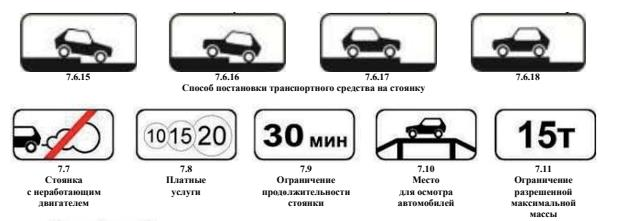 7.6.15 7.6.16 7.6.17 7.6.18
Способ постановки транспортного средства на стоянку
10 15 20 30 мин 15т
7.7 7.8 7.9 7.10 7.11
Стоянка Платные Ограничение Место Ограничение
с неработающим услуги продолжительности для осмотра разрешенной
двигателем стоянки автомобилей максимальной
массы